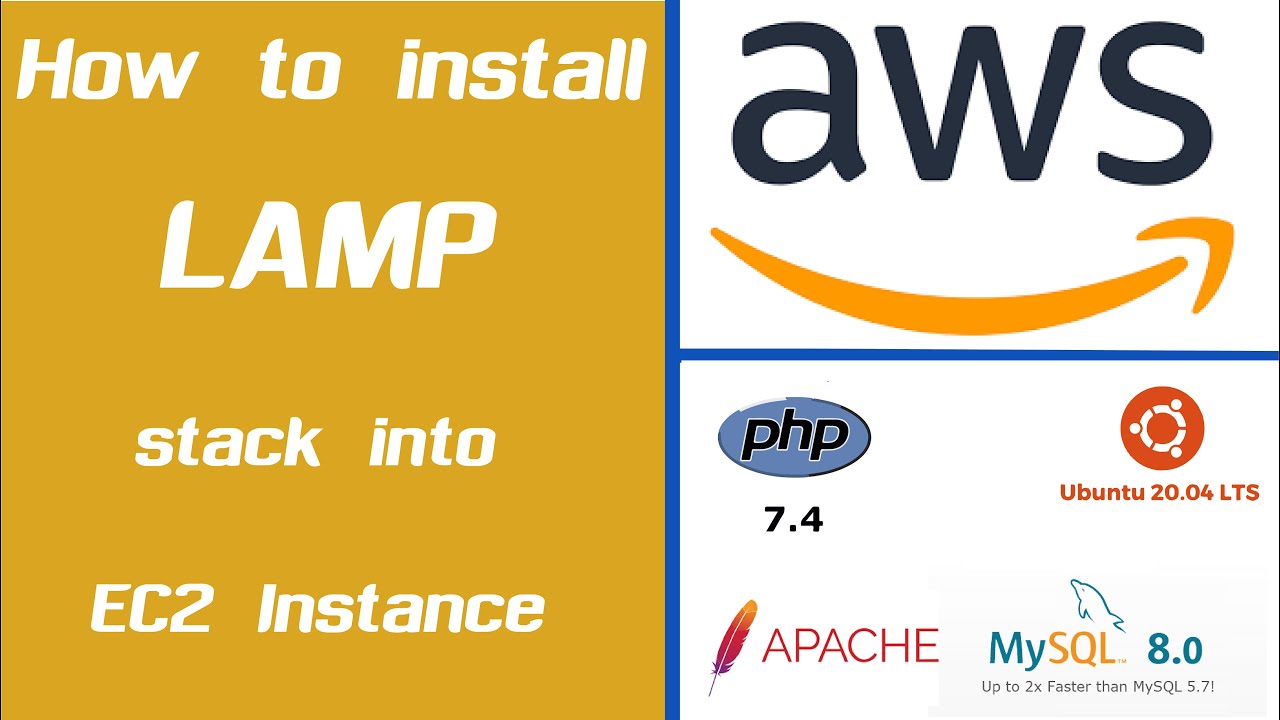 How to install
LAMP
stack into
EC2 Instance
aws
php
7.4
Ubuntu 20.04 LTS
APACHE
MySQL™ 8.0
Up to 2x Faster than MySQL 5.7!